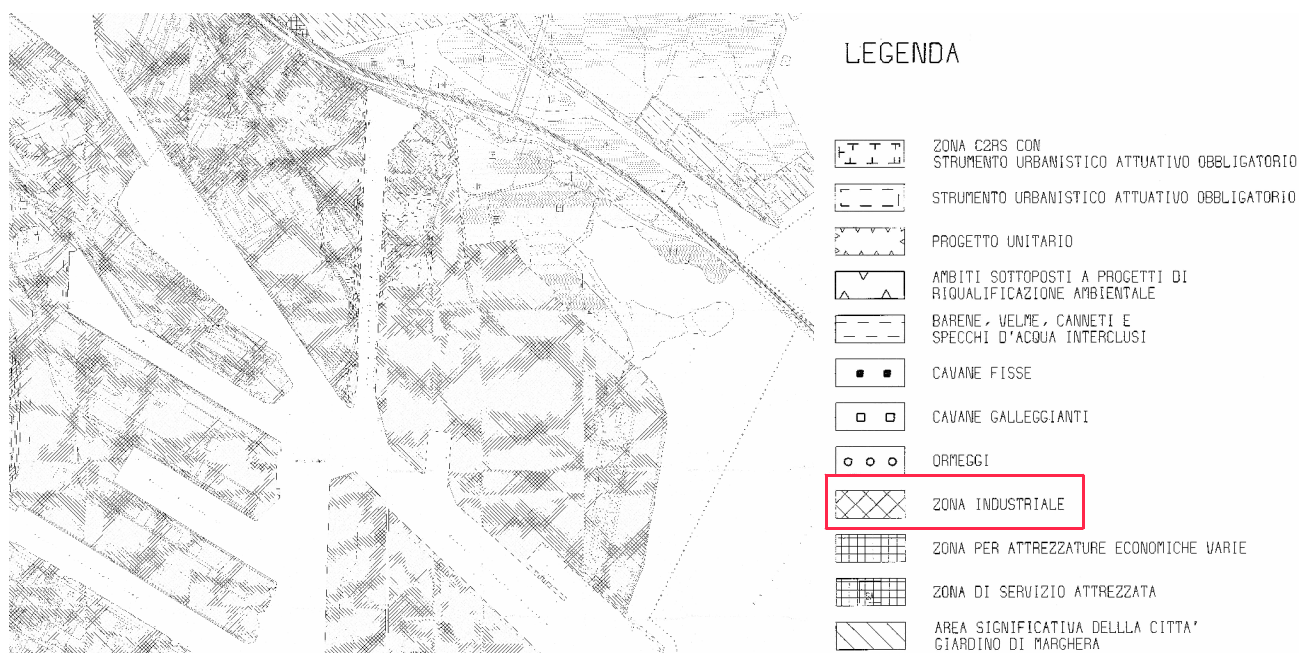 LEGENDA
ZONA C2RS CON
STRUMENTO URBANISTICO ATTUATIVO OBBLIGATORIO
STRUMENTO URBANISTICO ATTUATIVO OBBLIGATORIO
PROGETTO UNITARIO
AMBITI SOTTOPOSTI A PROGETTI DI
RIQUALIFICAZIONE AMBIENTALE
BARENE, VELME, CANNETI E
SPECCHI D'ACQUA INTERCLUSI
CAVANE FISSE
CAVANE GALLEGGIANTI
ORMEGGI
ZONA INDUSTRIALE
ZONA PER ATTREZZATURE ECONOMICHE VARIE
ZONA DI SERVIZIO ATTREZZATA
AREA SIGNIFICATIVA DELLLA CITTA'
GIARDINO DI MARGHERA